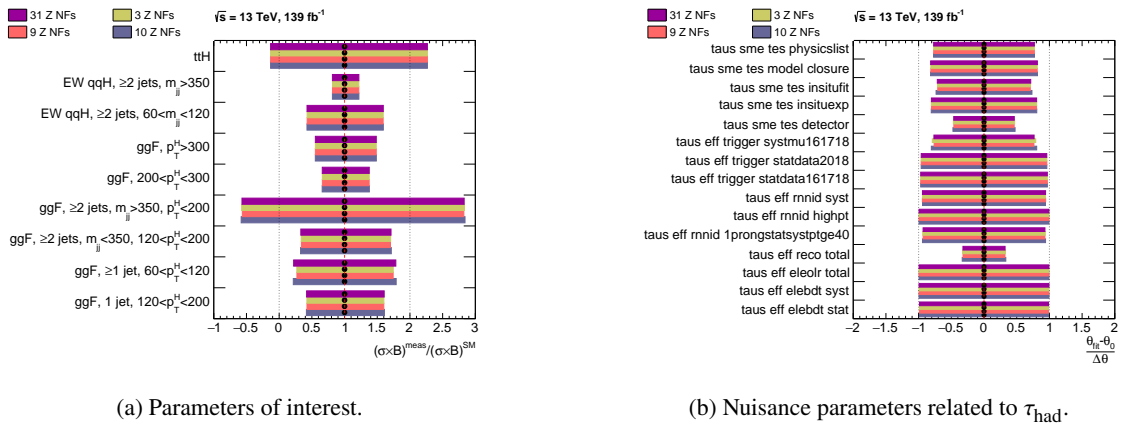 31 Z NFs
3 Z NFs
9 Z NFs
10 Z NFs
√s = 13 TeV, 139 fb⁻¹
ttH
EW qqH, ≥2 jets, m_jj>350
EW qqH, ≥2 jets, 60<m_jj<120
ggF, p_T^H>300
ggF, 200<p_T^H<300
ggF, ≥2 jets, m_jj>350, p_T^H<200
ggF, ≥2 jets, m_jj<350, 120<p_T^H<200
ggF, ≥1 jet, 60<p_T^H<120
ggF, 1 jet, 120<p_T^H<200
−1 −0.5 0 0.5 1 1.5 2 2.5 3
(σ×B)^meas/(σ×B)^SM
(a) Parameters of interest.
31 Z NFs
3 Z NFs
9 Z NFs
10 Z NFs
√s = 13 TeV, 139 fb⁻¹
taus sme tes physicslist
taus sme tes model closure
taus sme tes insitufit
taus sme tes insituexp
taus sme tes detector
taus eff trigger systmu161718
taus eff trigger statdata2018
taus eff trigger statdata161718
taus eff rnnid syst
taus eff rnnid highpt
taus eff rnnid 1prongstatsystptge40
taus eff reco total
taus eff eleolr total
taus eff elebdt syst
taus eff elebdt stat
−2 −1.5 −1 −0.5 0 0.5 1 1.5 2
θ_fit-θ_0
Δθ
(b) Nuisance parameters related to τ_had.